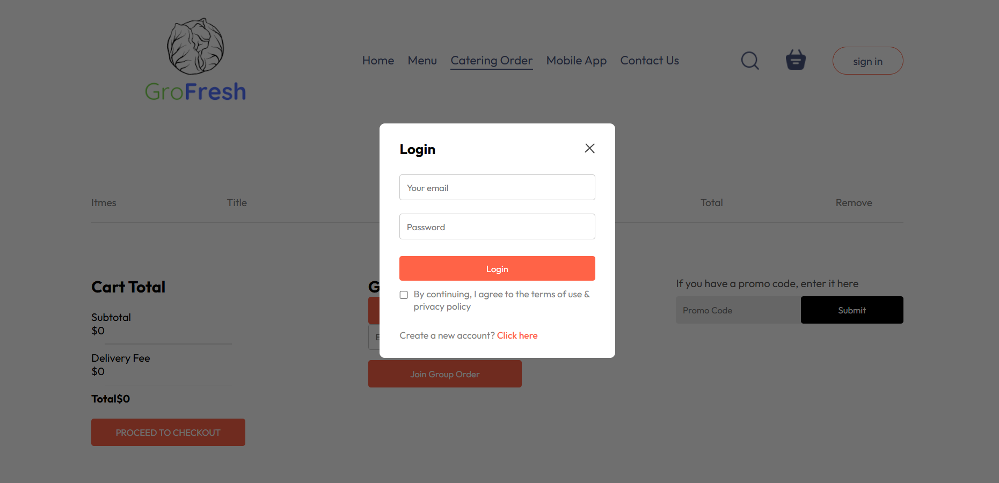 GroFresh
Home Menu Catering Order Mobile App Contact Us
sign in
Login
Your email
Password
Login
By continuing, I agree to the terms of use &
privacy policy
Create a new account? Click here
Itmes Title Total Remove
Cart Total
Subtotal
$0
Delivery Fee
$0
Total$0
PROCEED TO CHECKOUT
G
E
Join Group Order
If you have a promo code, enter it here
Promo Code Submit